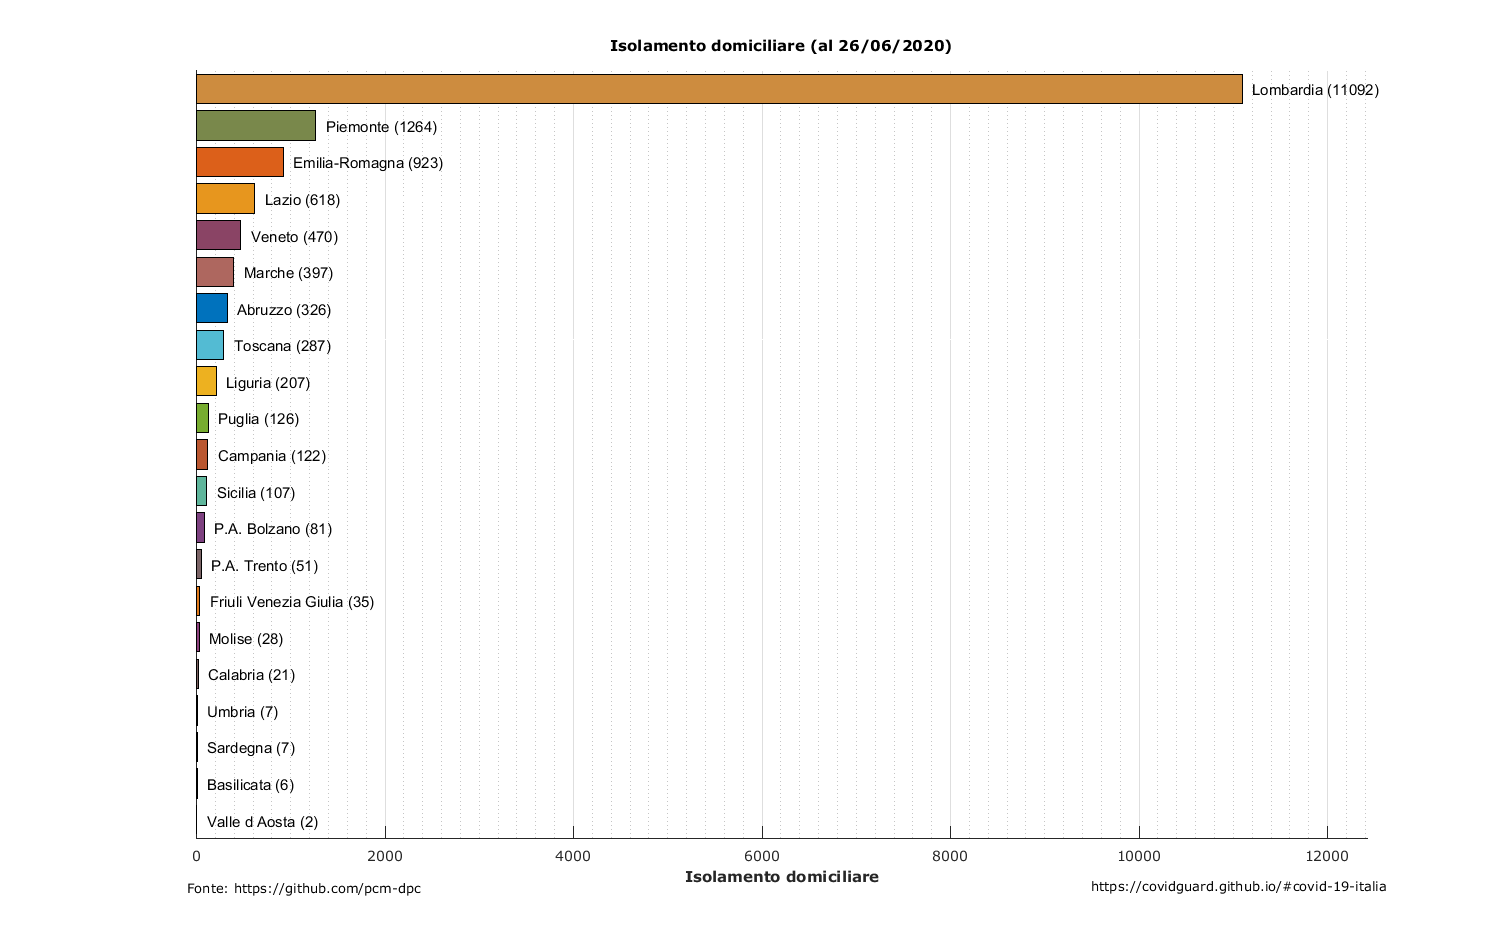 Isolamento domiciliare (al 26/06/2020)
Lombardia (11092)
Piemonte (1264)
Emilia-Romagna (923)
Lazio (618)
Veneto (470)
Marche (397)
Abruzzo (326)
Toscana (287)
Liguria (207)
Puglia (126)
Campania (122)
Sicilia (107)
P.A. Bolzano (81)
P.A. Trento (51)
Friuli Venezia Giulia (35)
Molise (28)
Calabria (21)
Umbria (7)
Sardegna (7)
Basilicata (6)
Valle d Aosta (2)
0 2000 4000 6000 8000 10000 12000
Isolamento domiciliare
Fonte: https://github.com/pcm-dpc
https://covidguard.github.io/#covid-19-italia